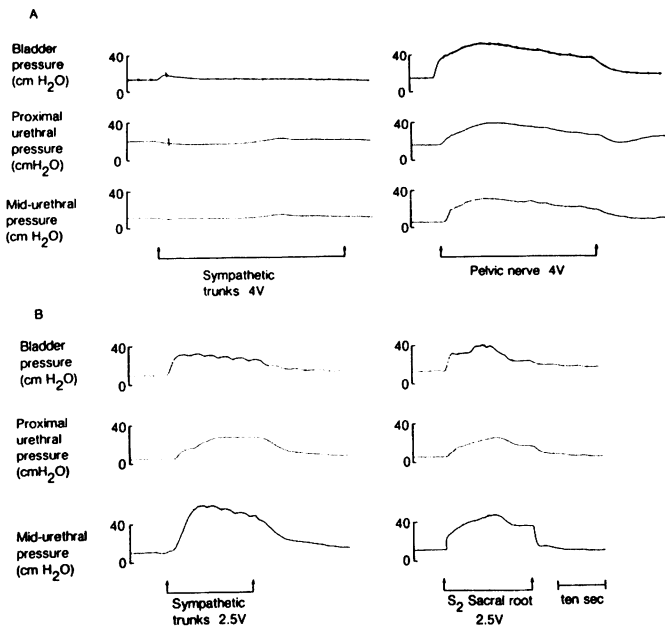 A
Bladder
pressure
(cm H2O)
40
0
40
0
Proximal
urethral
pressure
(cmH2O)
40
0
40
0
Mid-urethral
pressure
(cm H2O)
40
0
40
0
Sympathetic
trunks 4V
Pelvic nerve 4V
B
Bladder
pressure
(cm H2O)
40
0
40
0
Proximal
urethral
pressure
(cmH2O)
40
0
40
0
Mid-urethral
pressure
(cm H2O)
40
0
40
0
Sympathetic
trunks 2.5V
S2 Sacral root
2.5V
ten sec